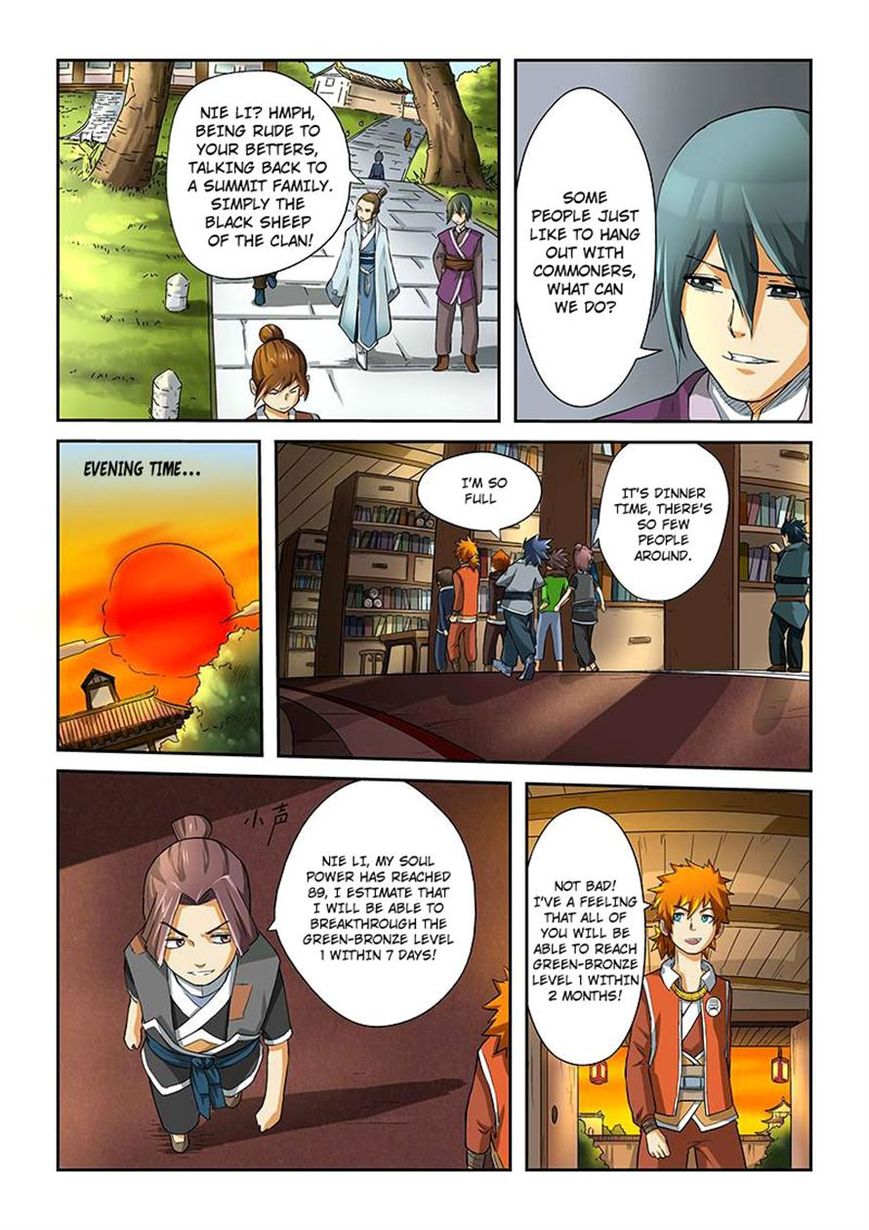 NIE LI? HMPH,
BEING RUDE TO
YOUR BETTERS,
TALKING BACK TO
A SUMMIT FAMILY.
SIMPLY THE
BLACK SHEEP
OF THE CLAN!
SOME
PEOPLE JUST
LIKE TO HANG
OUT WITH
COMMONERS,
WHAT CAN
WE DO?
EVENING TIME...
I'M SO
FULL
IT'S DINNER
TIME, THERE'S
SO FEW
PEOPLE
AROUND.
小声
NIE LI, MY SOUL
POWER HAS REACHED
89, I ESTIMATE THAT
I WILL BE ABLE TO
BREAKTHROUGH THE
GREEN-BRONZE LEVEL
1 WITHIN 7 DAYS!
NOT BAD!
I'VE A FEELING
THAT ALL OF
YOU WILL BE
ABLE TO REACH
GREEN-BRONZE
LEVEL 1 WITHIN
2 MONTHS!